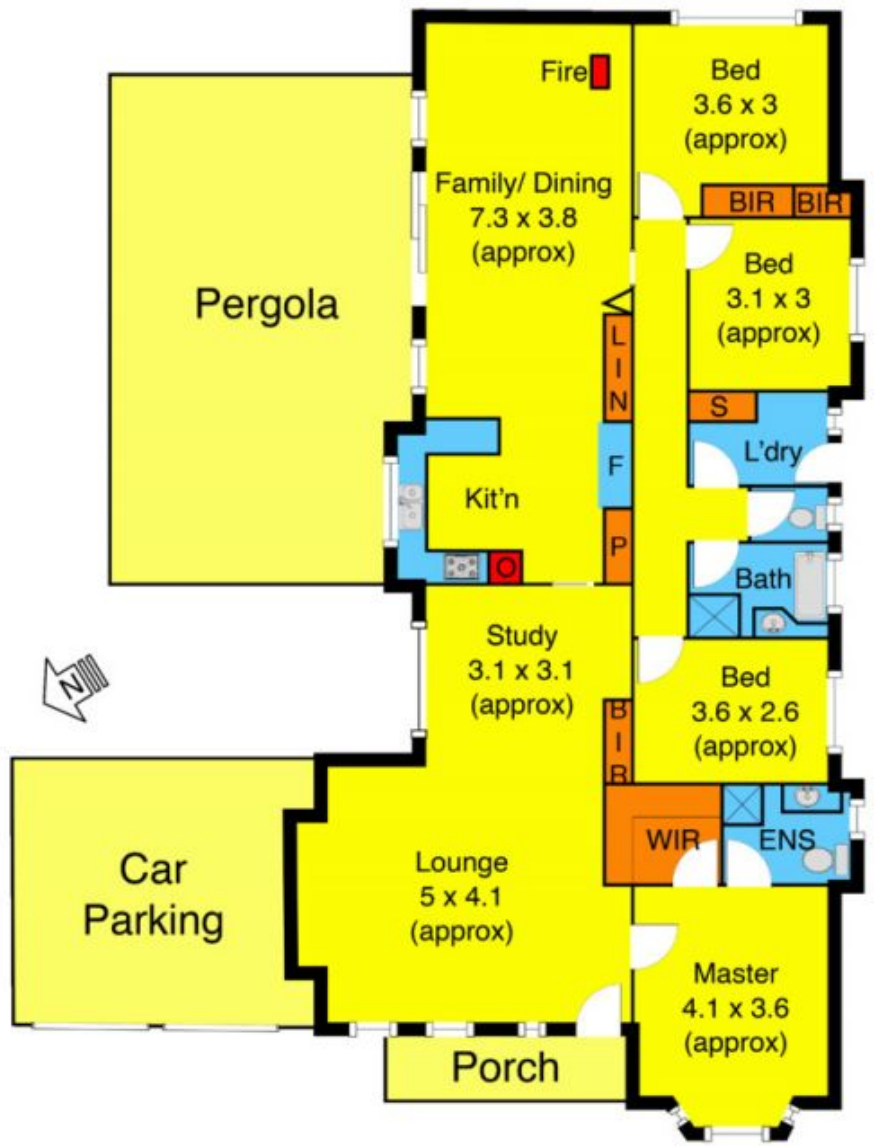 Fire
Bed
3.6 x 3
(approx)
Family/ Dining
7.3 x 3.8
(approx)
BIR
BIR
Bed
3.1 x 3
(approx)
Pergola
LIN
S
L'dry
F
Kit'n
P
Bath
Study
3.1 x 3.1
(approx)
Bed
3.6 x 2.6
(approx)
BIR
N
WIR
ENS
Car
Parking
Lounge
5 x 4.1
(approx)
Master
4.1 x 3.6
(approx)
Porch